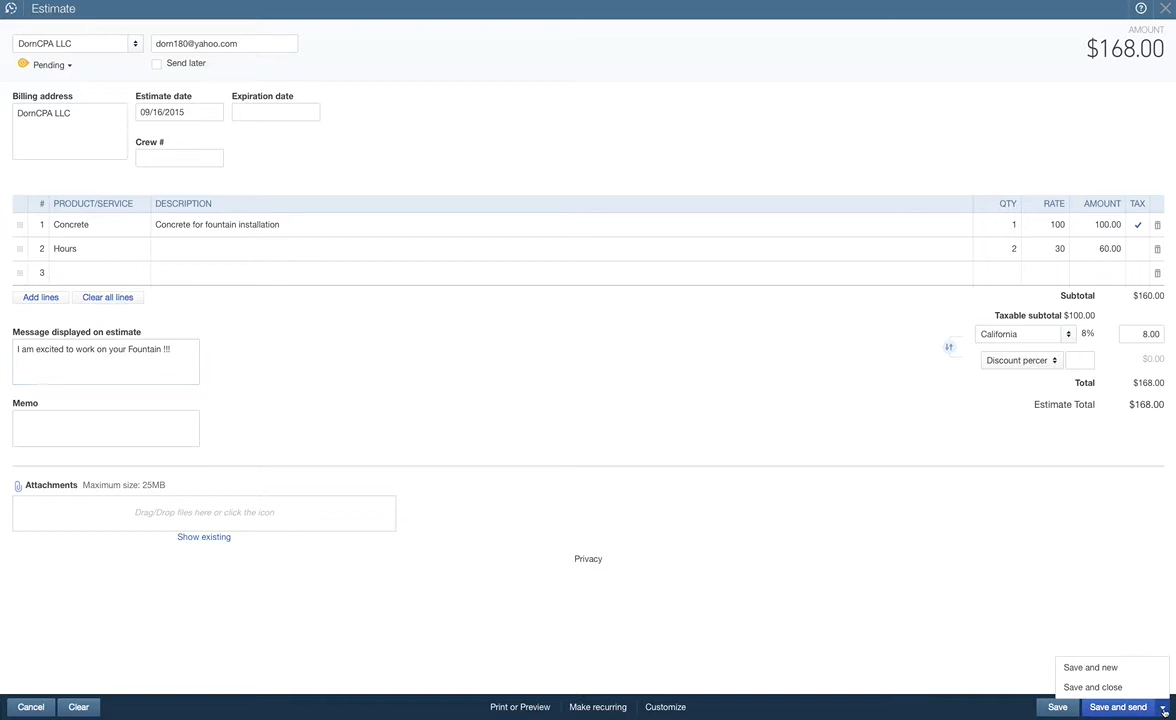 Estimate
AMOUNT
$168.00
DornCPA LLC
dorn180@yahoo.com
Pending
Send later
Billing address
Estimate date
Expiration date
DornCPA LLC
09/16/2015
Crew #
# PRODUCT/SERVICE DESCRIPTION QTY RATE AMOUNT TAX
1 Concrete Concrete for fountain installation 1 100 100.00
2 Hours 2 30 60.00
3
Add lines Clear all lines
Subtotal $160.00
Taxable subtotal $100.00
California 8% 8.00
Discount percer $0.00
Total $168.00
Estimate Total $168.00
Message displayed on estimate
I am excited to work on your Fountain !!!
Memo
Attachments Maximum size: 25MB
Drag/Drop files here or click the icon
Show existing
Privacy
Save and new
Save and close
Cancel Clear Print or Preview Make recurring Customize Save Save and send